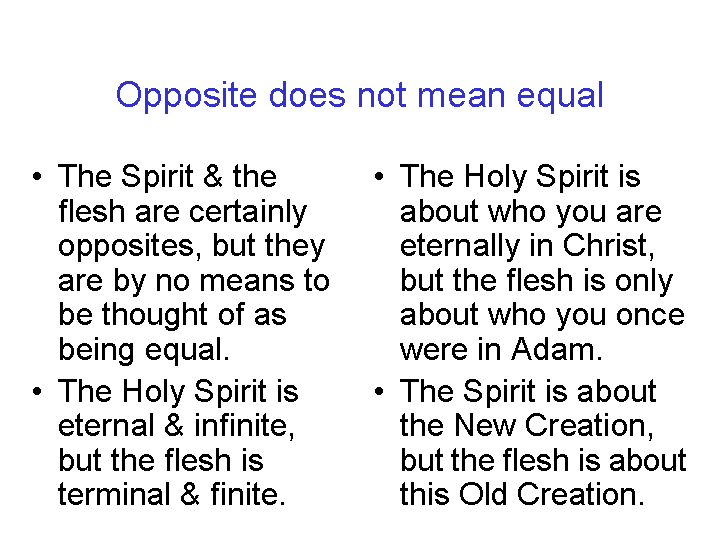 Opposite does not mean equal
• The Spirit & the
flesh are certainly
opposites, but they
are by no means to
be thought of as
being equal.
• The Holy Spirit is
eternal & infinite,
but the flesh is
terminal & finite.
• The Holy Spirit is
about who you are
eternally in Christ,
but the flesh is only
about who you once
were in Adam.
• The Spirit is about
the New Creation,
but the flesh is about
this Old Creation.